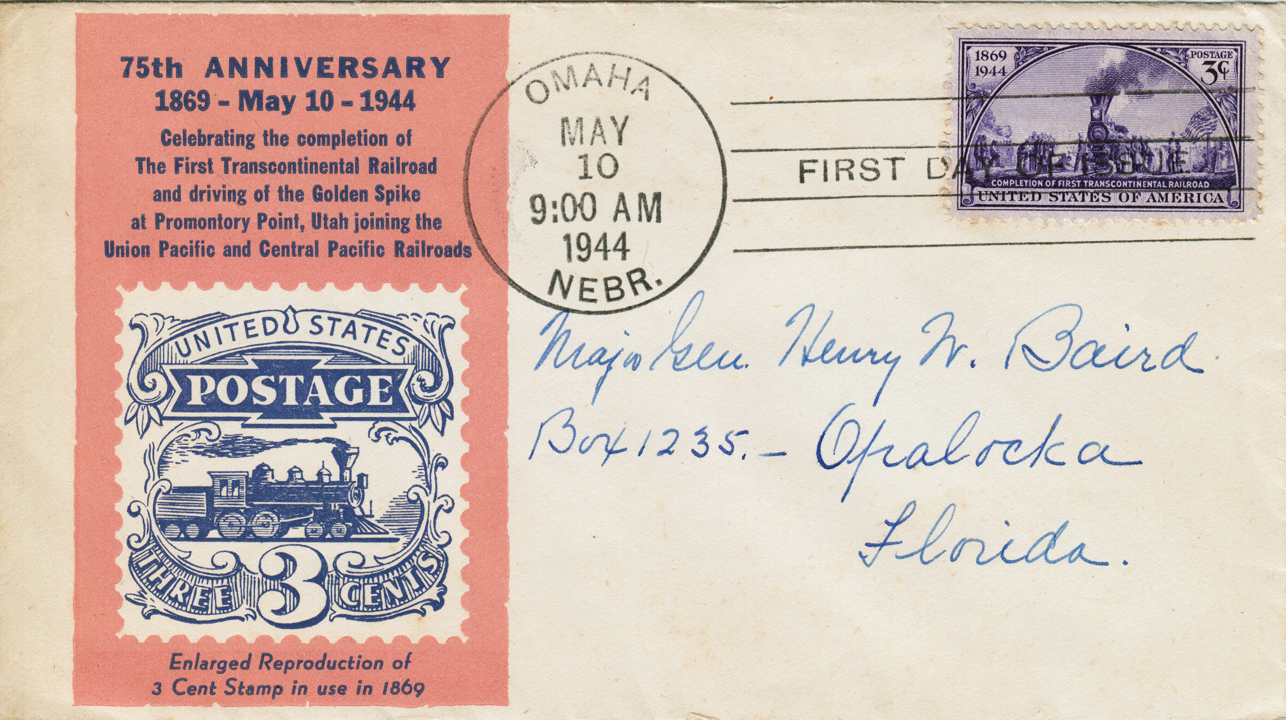 75th ANNIVERSARY
1869 - May 10 - 1944
Celebrating the completion of
The First Transcontinental Railroad
and driving of the Golden Spike
at Promontory Point, Utah joining the
Union Pacific and Central Pacific Railroads
UNITED STATES
POSTAGE
THREE 3 CENTS
Enlarged Reproduction of
3 Cent Stamp in use in 1869
OMAHA
MAY
10
9:00 AM
1944
NEBR.
FIRST DAY OF ISSUE
1869
1944
POSTAGE
3¢
COMPLETION OF FIRST TRANSCONTINENTAL RAILROAD
UNITED STATES OF AMERICA
Major Gen. Henry W. Baird
Box 1235. - Opalocka
Florida.